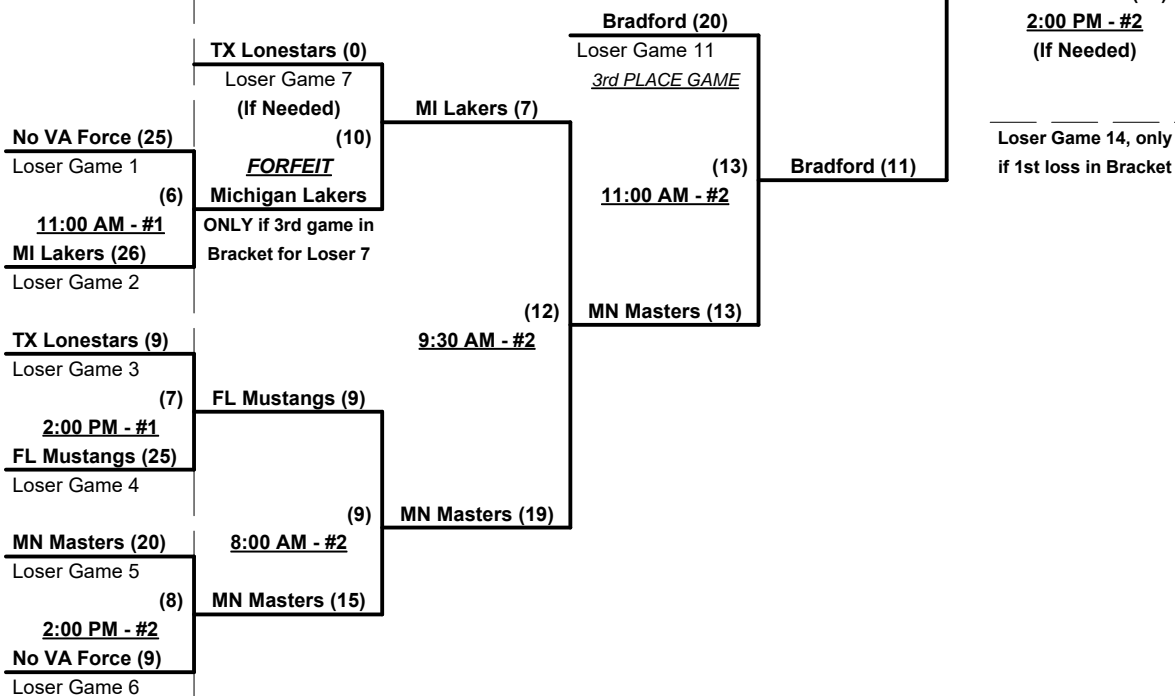 2:00 PM - #2
(If Needed)
Bradford (20)
Loser Game 11
3rd PLACE GAME
TX Lonestars (0)
Loser Game 7
(If Needed)
(10)
FORFEIT
Michigan Lakers
ONLY if 3rd game in
Bracket for Loser 7
MI Lakers (7)
No VA Force (25)
Loser Game 1
(6)
11:00 AM - #1
MI Lakers (26)
Loser Game 2
(13)
11:00 AM - #2
Bradford (11)
Loser Game 14, only
if 1st loss in Bracket
(12)
9:30 AM - #2
MN Masters (13)
TX Lonestars (9)
Loser Game 3
(7)
2:00 PM - #1
FL Mustangs (25)
Loser Game 4
FL Mustangs (9)
(9)
8:00 AM - #2
MN Masters (19)
MN Masters (20)
Loser Game 5
(8)
2:00 PM - #2
No VA Force (9)
Loser Game 6
MN Masters (15)